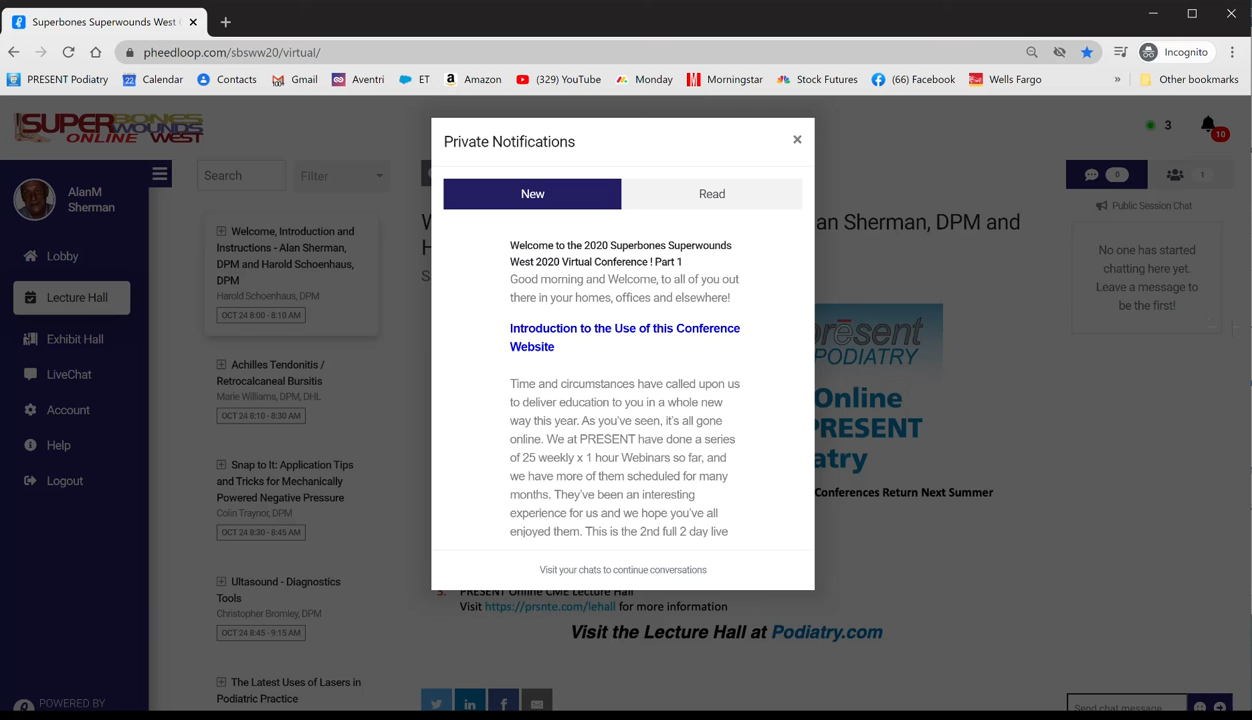 Superbones Superwounds West
pheedloop.com/sbsww20/virtual/
Incognito
PRESENT Podiatry
22 Calendar
Contacts
Gmail
Aventri
ET
Amazon
(329) YouTube
Monday
Morningstar
Stock Futures
(66) Facebook
Wells Fargo
»
Other bookmarks
SUPERBONES
WOUNDS
ONLINE WEST
3
10
AlanM
Sherman
Lobby
Lecture Hall
Exhibit Hall
LiveChat
Account
Help
Logout
POWERED BY
Search
Filter
Welcome, Introduction and
Instructions - Alan Sherman,
DPM and Harold Schoenhaus,
DPM
Harold Schoenhaus, DPM
OCT 24 8:00 - 8:10 AM
Achilles Tendonitis /
Retrocalcaneal Bursitis
Marie Williams, DPM, DHL
OCT 24 8:10 - 8:30 AM
Snap to It: Application Tips
and Tricks for Mechanically
Powered Negative Pressure
Colin Traynor, DPM
OCT 24 8:30 - 8:45 AM
Ultasound - Diagnostics
Tools
Christopher Bromley, DPM
OCT 24 8:45 - 9:15 AM
The Latest Uses of Lasers in
Podiatric Practice
Private Notifications
×
New
Read
Welcome to the 2020 Superbones Superwounds
West 2020 Virtual Conference ! Part 1
Good morning and Welcome, to all of you out
there in your homes, offices and elsewhere!
Introduction to the Use of this Conference
Website
Time and circumstances have called upon us
to deliver education to you in a whole new
way this year. As you've seen, it's all gone
online. We at PRESENT have done a series
of 25 weekly x 1 hour Webinars so far, and
we have more of them scheduled for many
months. They've been an interesting
experience for us and we hope you've all
enjoyed them. This is the 2nd full 2 day live
Visit your chats to continue conversations
an Sherman, DPM and
présent
PODIATRY
Online
PRESENT
atry
Conferences Return Next Summer
3. PRESENT Online CME Lecture Hall
Visit https://prsnte.com/lehall for more information
Visit the Lecture Hall at Podiatry.com
0
1
Public Session Chat
No one has started
chatting here yet.
Leave a message to
be the first!
Send chat message